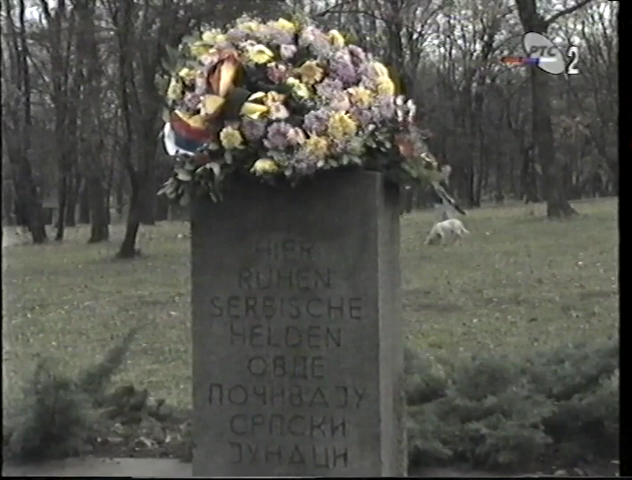 РТС
2
HIER
RUHEN
SERBISCHE
HELDEN
ОВДЕ
ПОЧИВАЈУ
СРПСКИ
ЈУНАЦИ